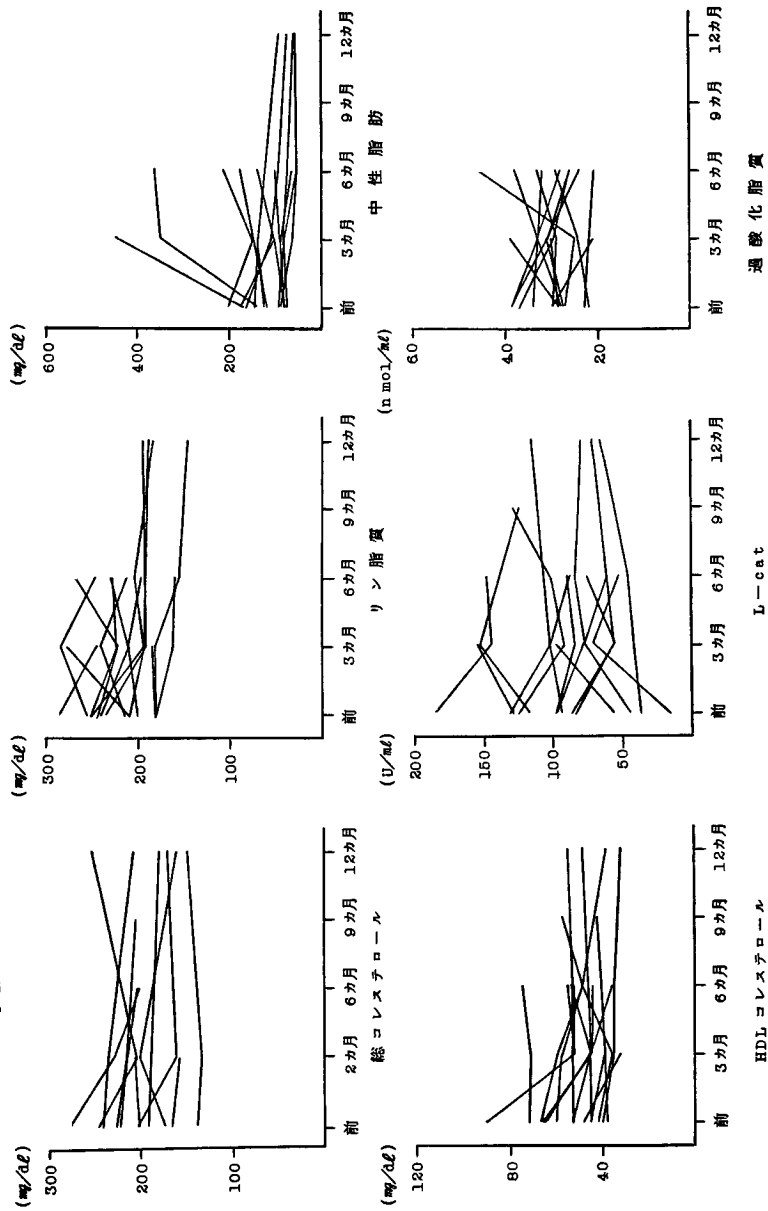 (mg/dℓ)
300
200
100
前 2カ月 6カ月 9カ月 12カ月
総コレステロール
(mg/dℓ)
300
200
100
前 3カ月 6カ月 9カ月 12カ月
リン脂質
(mg/dℓ)
600
400
200
前 3カ月 6カ月 9カ月 12カ月
中性脂肪
(mg/dℓ)
120
80
40
前 3カ月 6カ月 9カ月 12カ月
HDLコレステロール
(U/mℓ)
200
150
100
50
前 3カ月 6カ月 9カ月 12カ月
L-cat
(nmol/mℓ)
6.0
4.0
2.0
前 3カ月 6カ月 9カ月 12カ月
過酸化脂質